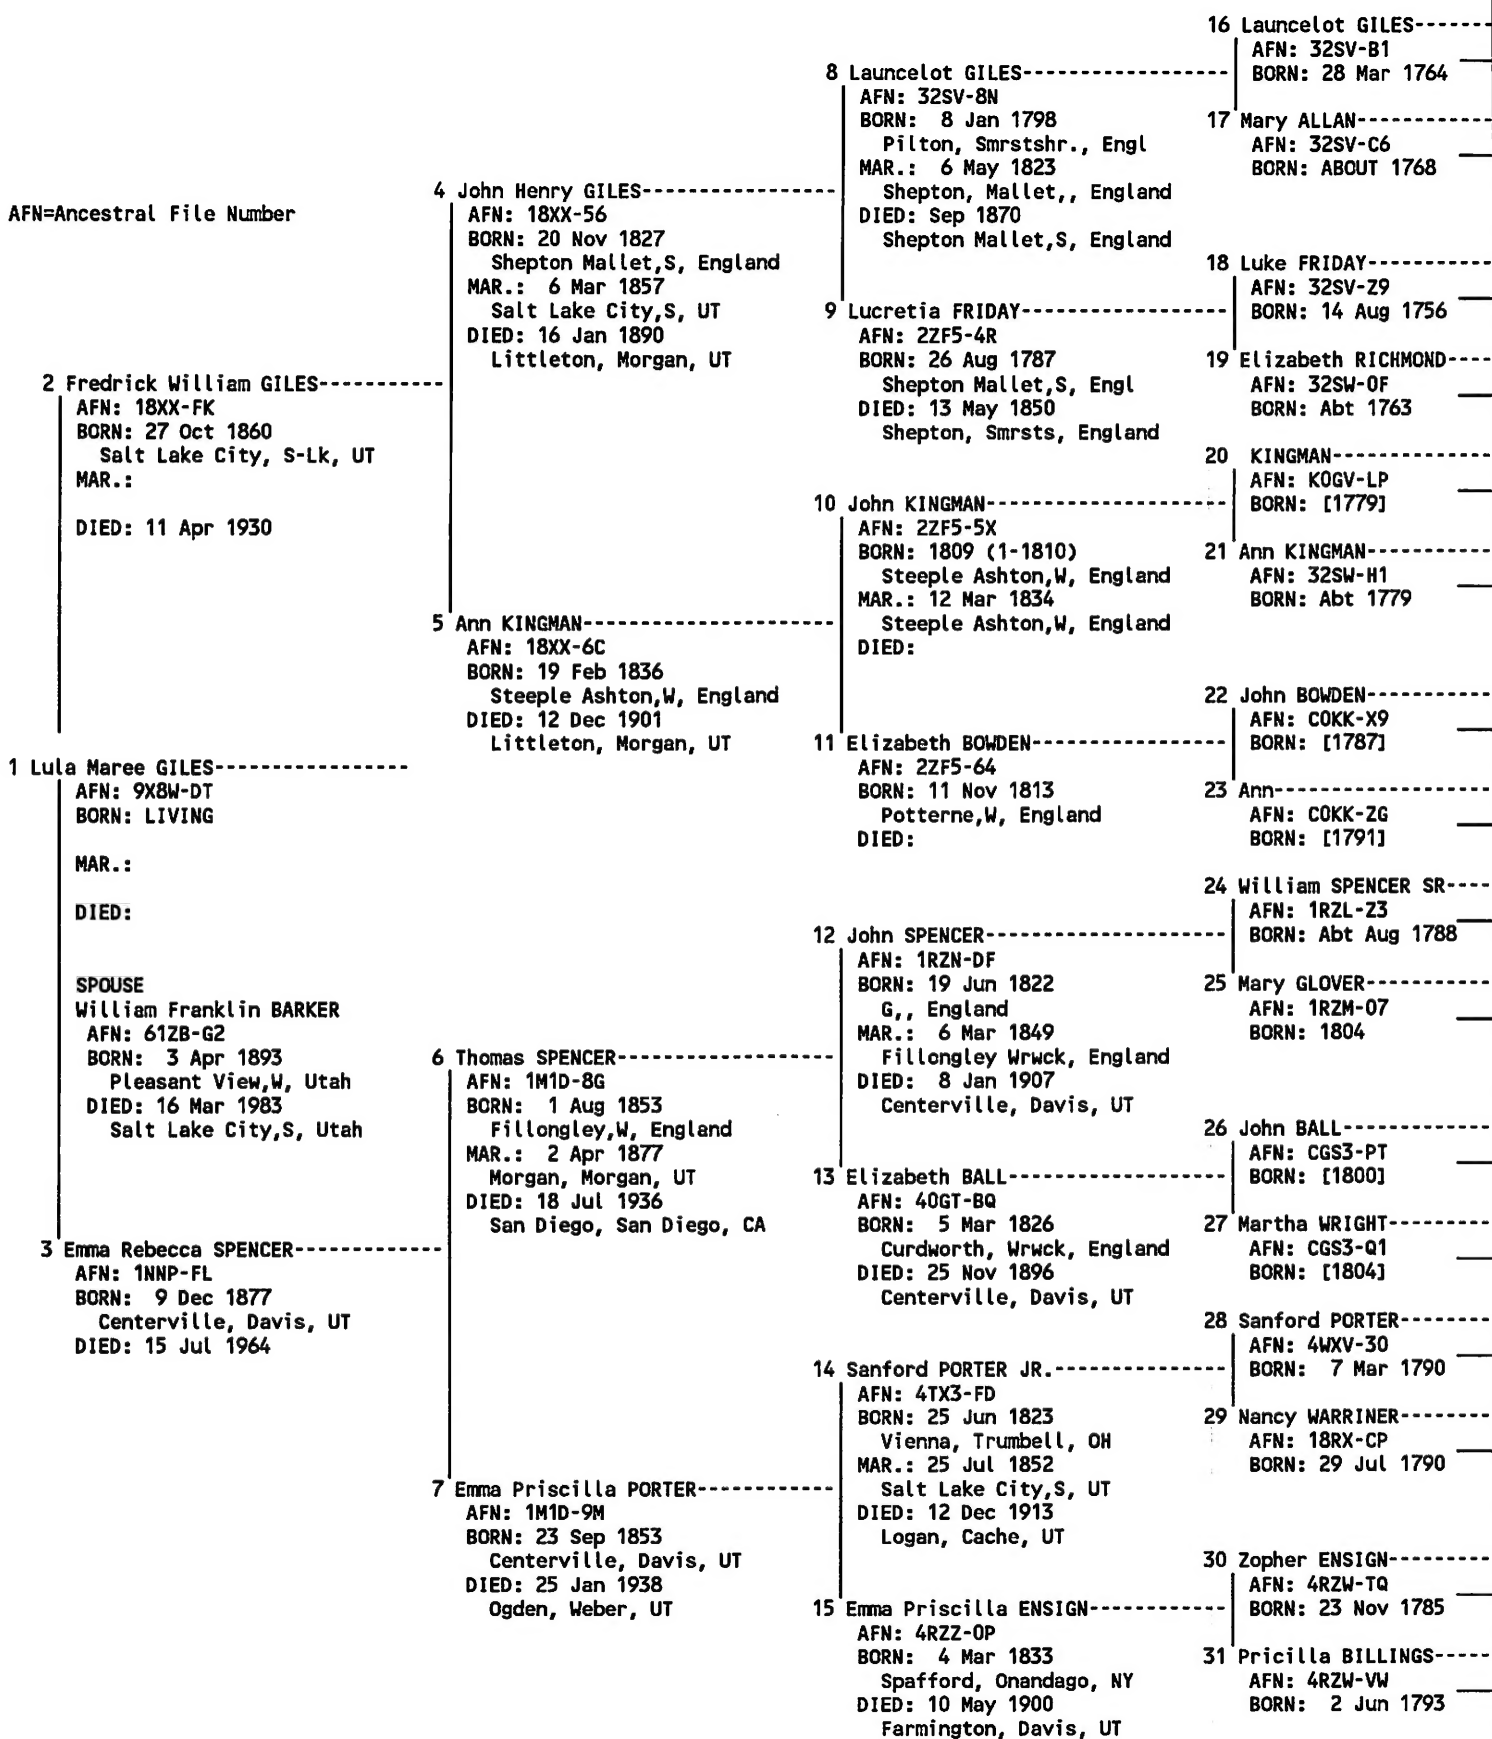 AFN=Ancestral File Number
1 Lula Maree GILES----------------
AFN: 9X8W-DT
BORN: LIVING
MAR.:
DIED:
SPOUSE
William Franklin BARKER
AFN: 61ZB-G2
BORN: 3 Apr 1893
Pleasant View,W, Utah
DIED: 16 Mar 1983
Salt Lake City,S, Utah
2 Fredrick William GILES-----------
AFN: 18XX-FK
BORN: 27 Oct 1860
Salt Lake City, S-Lk, UT
MAR.:
DIED: 11 Apr 1930
3 Emma Rebecca SPENCER-------------
AFN: 1NNP-FL
BORN: 9 Dec 1877
Centerville, Davis, UT
DIED: 15 Jul 1964
4 John Henry GILES-----------------
AFN: 18XX-56
BORN: 20 Nov 1827
Shepton Mallet,S, England
MAR.: 6 Mar 1857
Salt Lake City,S, UT
DIED: 16 Jan 1890
Littleton, Morgan, UT
5 Ann KINGMAN----------------------
AFN: 18XX-6C
BORN: 19 Feb 1836
Steeple Ashton,W, England
DIED: 12 Dec 1901
Littleton, Morgan, UT
6 Thomas SPENCER-------------------
AFN: 1M1D-8G
BORN: 1 Aug 1853
Fillongley,W, England
MAR.: 2 Apr 1877
Morgan, Morgan, UT
DIED: 18 Jul 1936
San Diego, San Diego, CA
7 Emma Priscilla PORTER------------
AFN: 1M1D-9M
BORN: 23 Sep 1853
Centerville, Davis, UT
DIED: 25 Jan 1938
Ogden, Weber, UT
8 Launcelot GILES------------------
AFN: 32SV-8N
BORN: 8 Jan 1798
Pilton, Smrstshr., Engl
MAR.: 6 May 1823
Shepton, Mallet,, England
DIED: Sep 1870
Shepton Mallet,S, England
9 Lucretia FRIDAY------------------
AFN: 2ZF5-4R
BORN: 26 Aug 1787
Shepton Mallet,S, Engl
DIED: 13 May 1850
Shepton, Smrsts, England
10 John KINGMAN---------------------
AFN: 2ZF5-5X
BORN: 1809 (1-1810)
Steeple Ashton,W, England
MAR.: 12 Mar 1834
Steeple Ashton,W, England
DIED:
11 Elizabeth BOWDEN-----------------
AFN: 2ZF5-64
BORN: 11 Nov 1813
Potterne,W, England
DIED:
12 John SPENCER---------------------
AFN: 1RZN-DF
BORN: 19 Jun 1822
G,, England
MAR.: 6 Mar 1849
Fillongley Wrwck, England
DIED: 8 Jan 1907
Centerville, Davis, UT
13 Elizabeth BALL-------------------
AFN: 40GT-BQ
BORN: 5 Mar 1826
Curdworth, Wrwck, England
DIED: 25 Nov 1896
Centerville, Davis, UT
14 Sanford PORTER JR.---------------
AFN: 4TX3-FD
BORN: 25 Jun 1823
Vienna, Trumbell, OH
MAR.: 25 Jul 1852
Salt Lake City,S, UT
DIED: 12 Dec 1913
Logan, Cache, UT
15 Emma Priscilla ENSIGN------------
AFN: 4RZZ-0P
BORN: 4 Mar 1833
Spafford, Onandago, NY
DIED: 10 May 1900
Farmington, Davis, UT
16 Launcelot GILES-------
AFN: 32SV-B1
BORN: 28 Mar 1764
17 Mary ALLAN------------
AFN: 32SV-C6
BORN: ABOUT 1768
18 Luke FRIDAY-----------
AFN: 32SV-Z9
BORN: 14 Aug 1756
19 Elizabeth RICHMOND----
AFN: 32SW-0F
BORN: Abt 1763
20 KINGMAN--------------
AFN: K0GV-LP
BORN: [1779]
21 Ann KINGMAN-----------
AFN: 32SW-H1
BORN: Abt 1779
22 John BOWDEN-----------
AFN: C0KK-X9
BORN: [1787]
23 Ann-------------------
AFN: C0KK-ZG
BORN: [1791]
24 William SPENCER SR----
AFN: 1RZL-Z3
BORN: Abt Aug 1788
25 Mary GLOVER-----------
AFN: 1RZM-07
BORN: 1804
26 John BALL-------------
AFN: CGS3-PT
BORN: [1800]
27 Martha WRIGHT---------
AFN: CGS3-Q1
BORN: [1804]
28 Sanford PORTER--------
AFN: 4WXV-30
BORN: 7 Mar 1790
29 Nancy WARRINER--------
AFN: 18RX-CP
BORN: 29 Jul 1790
30 Zopher ENSIGN---------
AFN: 4RZW-TQ
BORN: 23 Nov 1785
31 Pricilla BILLINGS-----
AFN: 4RZW-VW
BORN: 2 Jun 1793